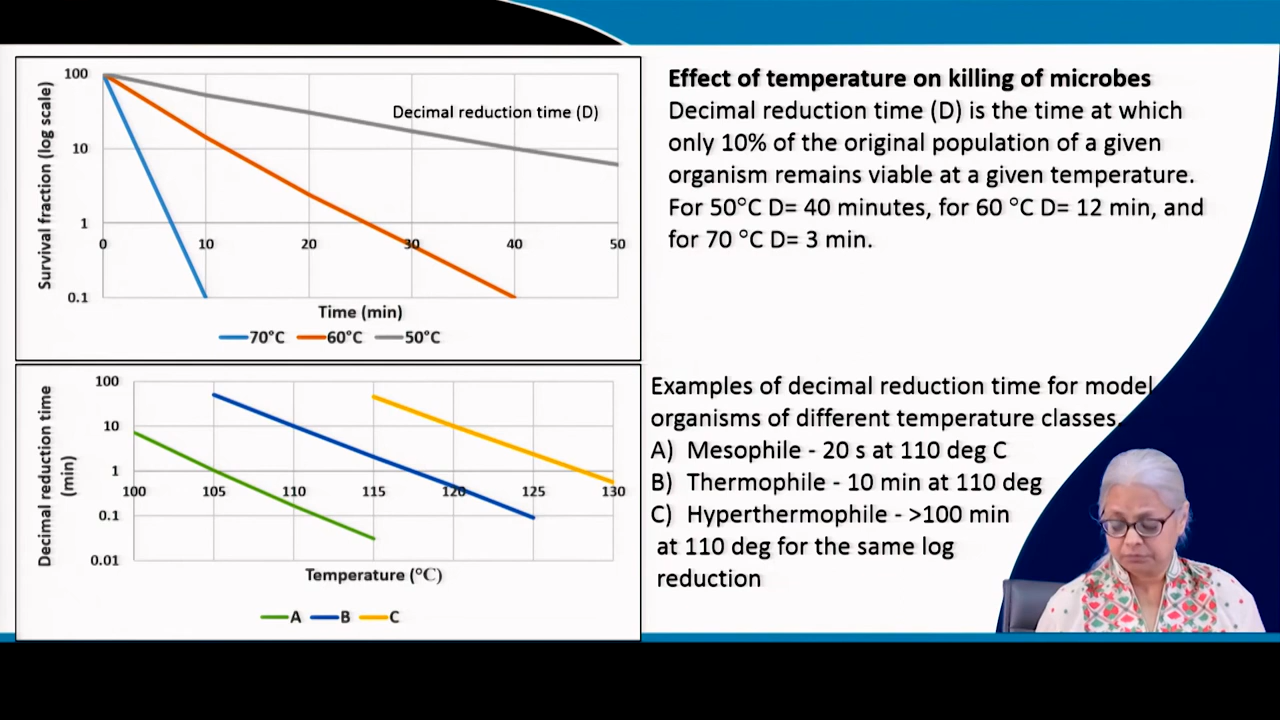 100
10
1
0.1
Survival fraction (log scale)
Decimal reduction time (D)
0 10 20 30 40 50
Time (min)
70°C 60°C 50°C
Effect of temperature on killing of microbes
Decimal reduction time (D) is the time at which
only 10% of the original population of a given
organism remains viable at a given temperature.
For 50°C D= 40 minutes, for 60 °C D= 12 min, and
for 70 °C D= 3 min.
100
10
1
0.1
0.01
Decimal reduction time
(min)
100 105 110 115 120 125 130
Temperature (°C)
A B C
Examples of decimal reduction time for model
organisms of different temperature classes.
A) Mesophile - 20 s at 110 deg C
B) Thermophile - 10 min at 110 deg
C) Hyperthermophile - >100 min
at 110 deg for the same log
reduction